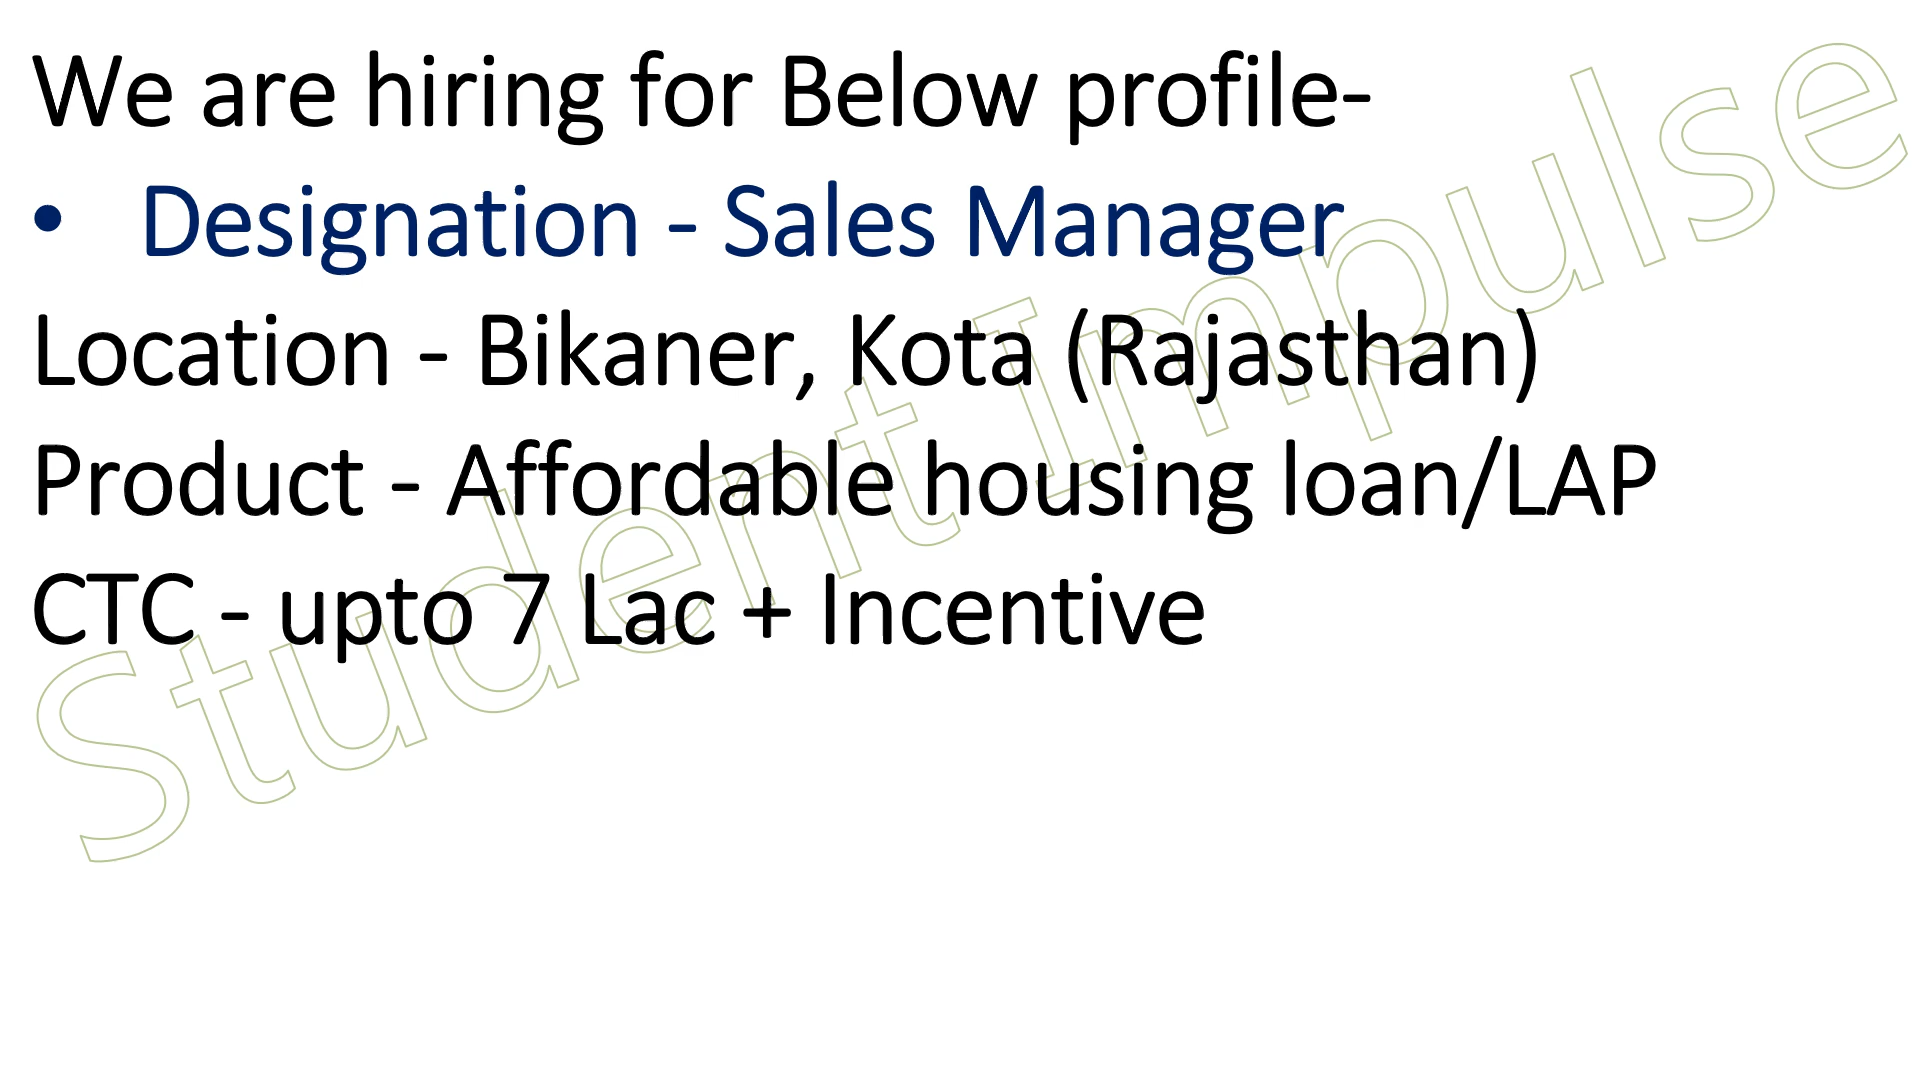 We are hiring for Below profile-
• Designation - Sales Manager
Location - Bikaner, Kota (Rajasthan)
Product - Affordable housing loan/LAP
CTC - upto 7 Lac + Incentive
Student Impulse